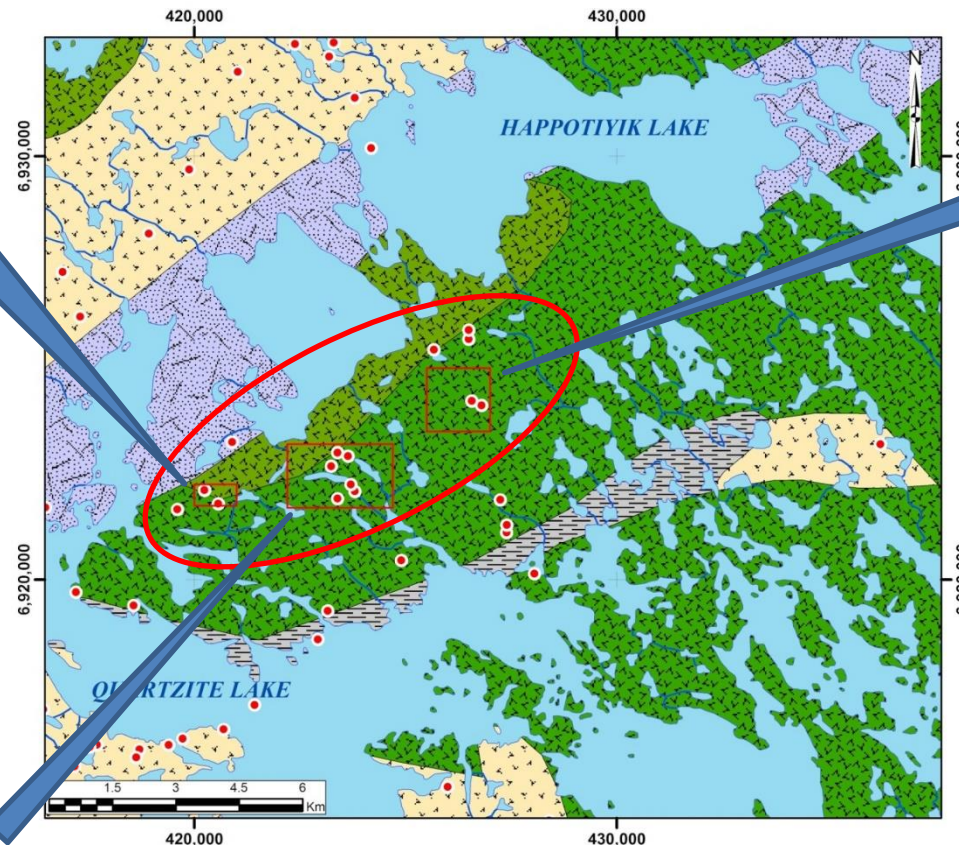 420,000 430,000
N
HAPPOTIYIK LAKE
6,930,000
6,920,000
QUARTZITE LAKE
1.5 3 4.5 6
Km
420,000 430,000